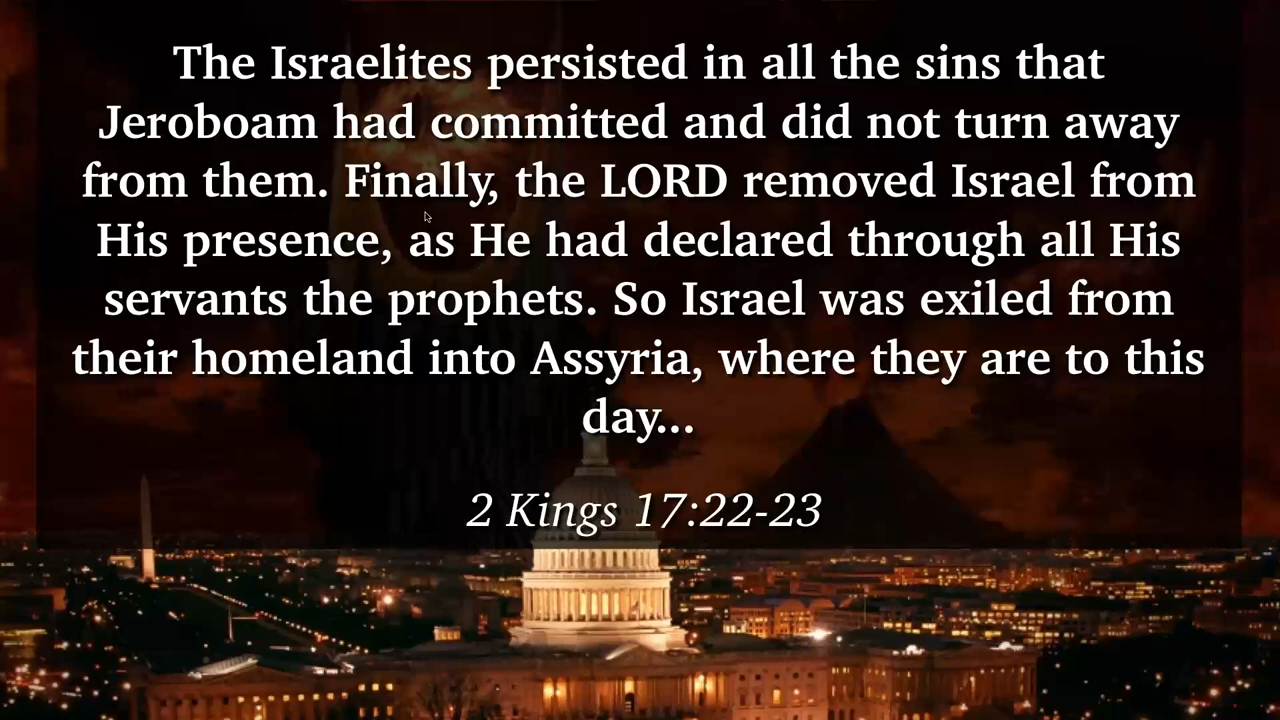 The Israelites persisted in all the sins that
Jeroboam had committed and did not turn away
from them. Finally, the LORD removed Israel from
His presence, as He had declared through all His
servants the prophets. So Israel was exiled from
their homeland into Assyria, where they are to this
day...
2 Kings 17:22-23